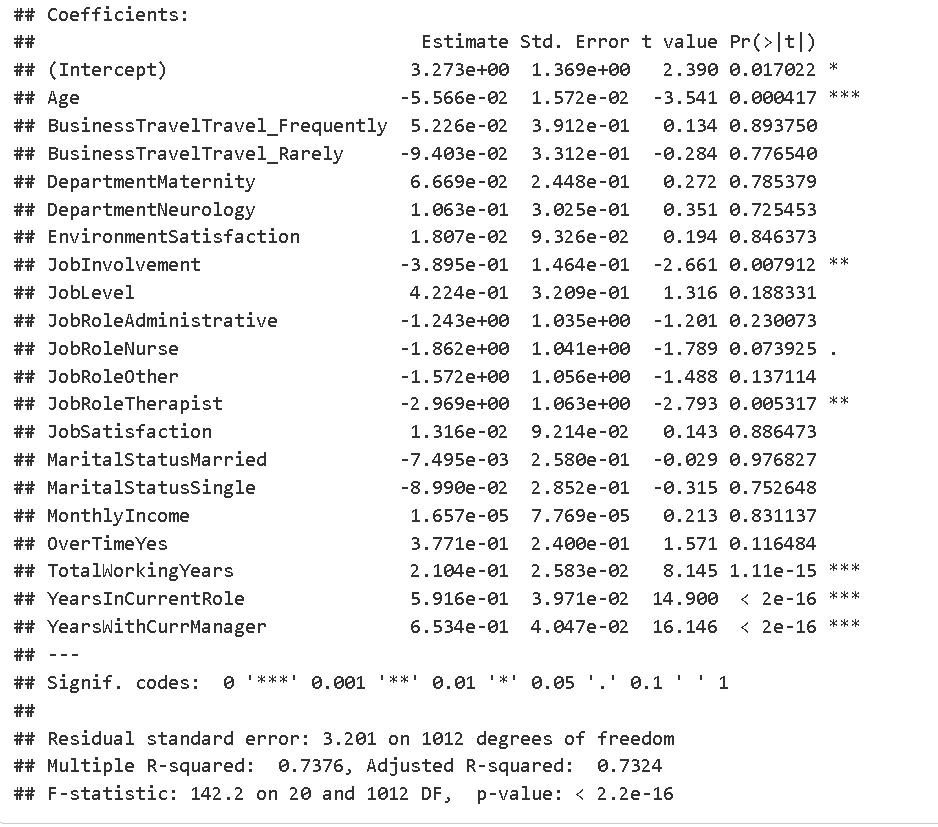 ## Coefficients:
##                                    Estimate Std. Error t value Pr(>|t|)
## (Intercept)                       3.273e+00  1.369e+00   2.390 0.017022 *
## Age                              -5.566e-02  1.572e-02  -3.541 0.000417 ***
## BusinessTravelTravel_Frequently   5.226e-02  3.912e-01   0.134 0.893750
## BusinessTravelTravel_Rarely      -9.403e-02  3.312e-01  -0.284 0.776540
## DepartmentMaternity               6.669e-02  2.448e-01   0.272 0.785379
## DepartmentNeurology               1.063e-01  3.025e-01   0.351 0.725453
## EnvironmentSatisfaction           1.807e-02  9.326e-02   0.194 0.846373
## JobInvolvement                   -3.895e-01  1.464e-01  -2.661 0.007912 **
## JobLevel                          4.224e-01  3.209e-01   1.316 0.188331
## JobRoleAdministrative            -1.243e+00  1.035e+00  -1.201 0.230073
## JobRoleNurse                     -1.862e+00  1.041e+00  -1.789 0.073925 .
## JobRoleOther                     -1.572e+00  1.056e+00  -1.488 0.137114
## JobRoleTherapist                 -2.969e+00  1.063e+00  -2.793 0.005317 **
## JobSatisfaction                   1.316e-02  9.214e-02   0.143 0.886473
## MaritalStatusMarried             -7.495e-03  2.580e-01  -0.029 0.976827
## MaritalStatusSingle              -8.990e-02  2.852e-01  -0.315 0.752648
## MonthlyIncome                     1.657e-05  7.769e-05   0.213 0.831137
## OverTimeYes                       3.771e-01  2.400e-01   1.571 0.116484
## TotalWorkingYears                 2.104e-01  2.583e-02   8.145 1.11e-15 ***
## YearsInCurrentRole                5.916e-01  3.971e-02  14.900  < 2e-16 ***
## YearsWithCurrManager              6.534e-01  4.047e-02  16.146  < 2e-16 ***
## ---
## Signif. codes:  0 '***' 0.001 '**' 0.01 '*' 0.05 '.' 0.1 ' ' 1
##
## Residual standard error: 3.201 on 1012 degrees of freedom
## Multiple R-squared:  0.7376, Adjusted R-squared:  0.7324
## F-statistic: 142.2 on 20 and 1012 DF,  p-value: < 2.2e-16